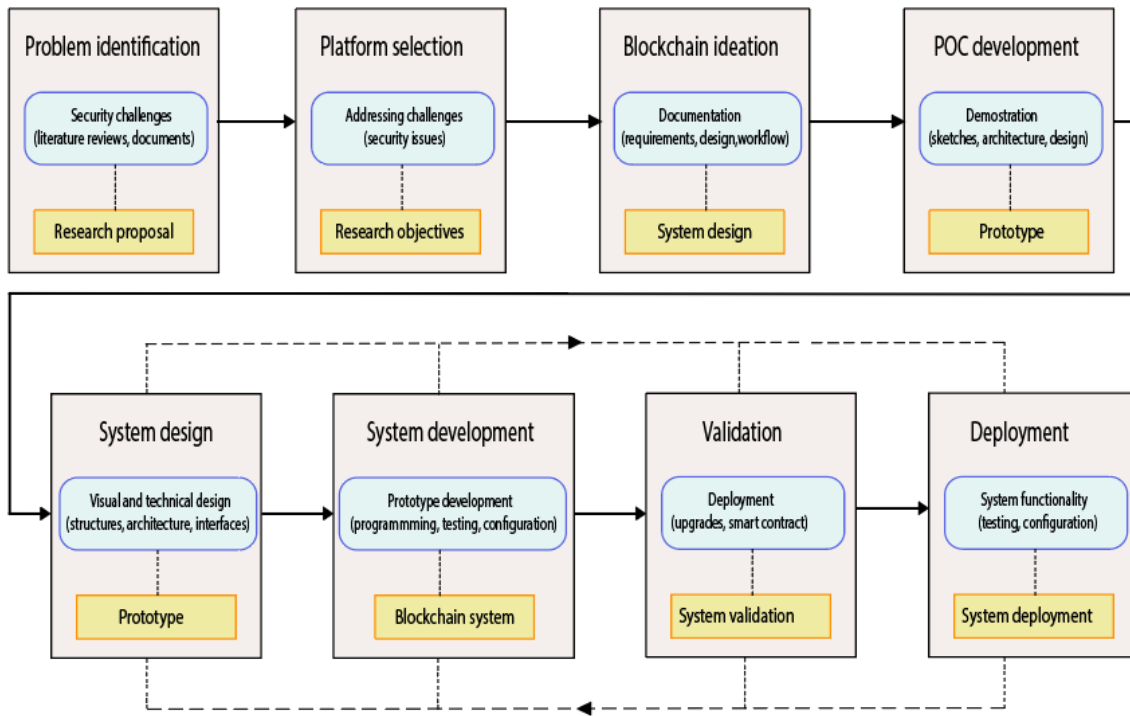 Problem identification
Security challenges
(literature reviews, documents)
Research proposal
Platform selection
Addressing challenges
(security issues)
Research objectives
Blockchain ideation
Documentation
(requirements, design,workflow)
System design
POC development
Demostration
(sketches, architecture, design)
Prototype
System design
Visual and technical design
(structures, architecture, interfaces)
Prototype
System development
Prototype development
(programmming, testing, configuration)
Blockchain system
Validation
Deployment
(upgrades, smart contract)
System validation
Deployment
System functionality
(testing, configuration)
System deployment